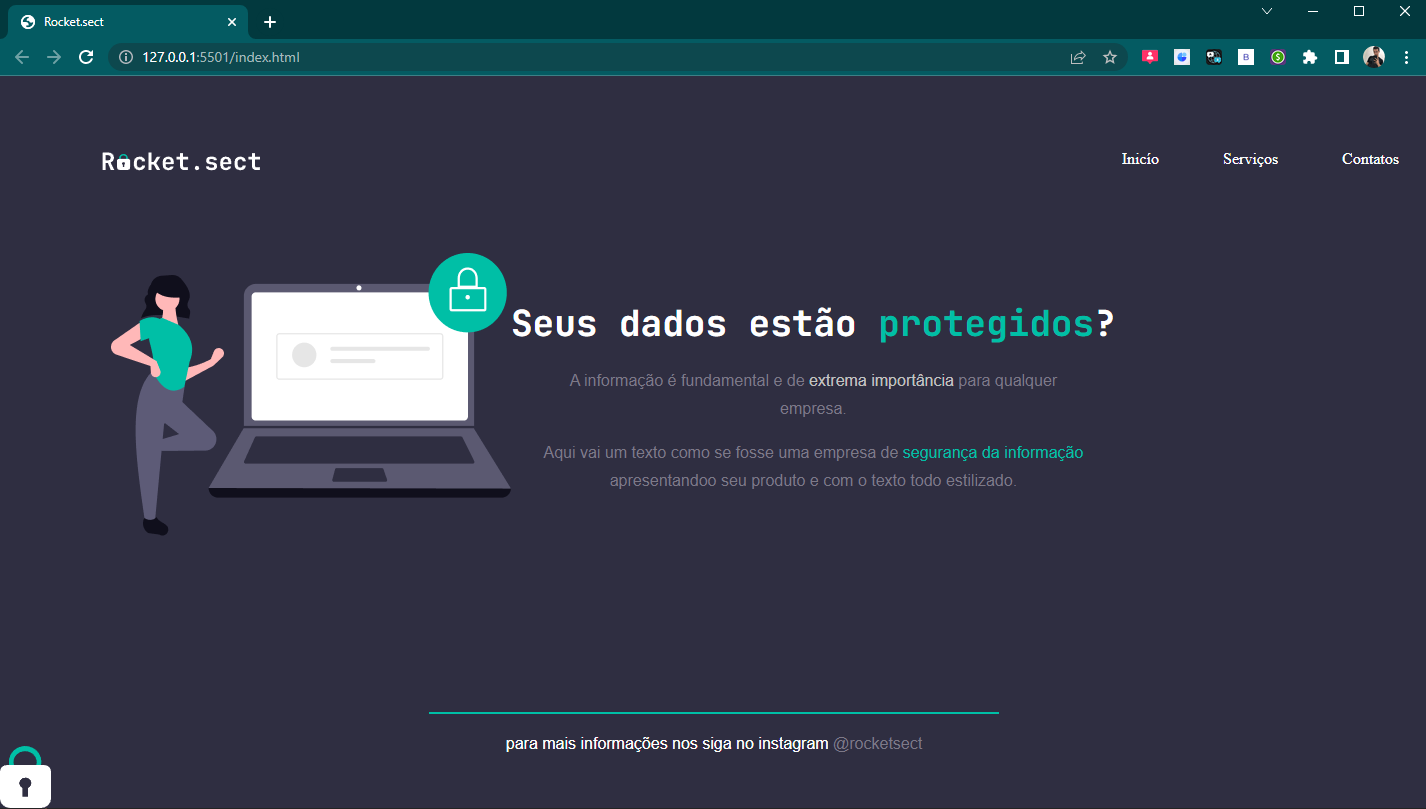 Rocket.sect
127.0.0.1:5501/index.html
Rocket.sect
Inicío
Serviços
Contatos
Seus dados estão protegidos?
A informação é fundamental e de extrema importância para qualquer
empresa.
Aqui vai um texto como se fosse uma empresa de segurança da informação
apresentandoo seu produto e com o texto todo estilizado.
para mais informações nos siga no instagram @rocketsect